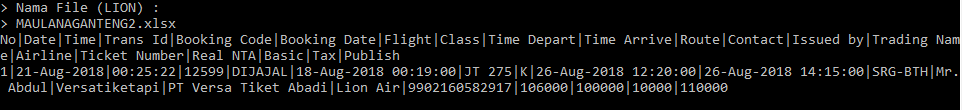 > Nama File (LION) :
> MAULANAGANTENG2.xlsx
No|Date|Time|Trans Id|Booking Code|Booking Date|Flight|Class|Time Depart|Time Arrive|Route|Contact|Issued by|Trading Nam
e|Airline|Ticket Number|Real NTA|Basic|Tax|Publish
1|21-Aug-2018|00:25:22|12599|DIJAJAL|18-Aug-2018 00:19:00|JT 275|K|26-Aug-2018 12:20:00|26-Aug-2018 14:15:00|SRG-BTH|Mr.
 Abdul|Versatiketapi|PT Versa Tiket Abadi|Lion Air|9902160582917|106000|100000|10000|110000